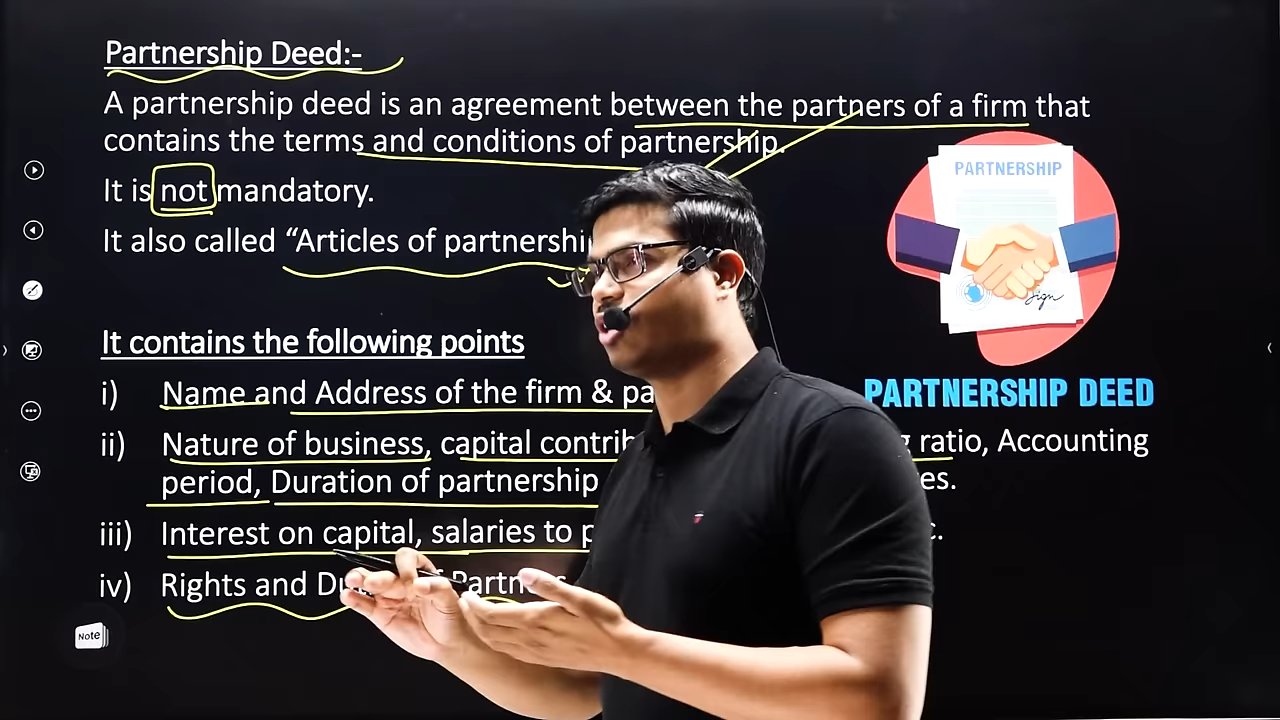 Partnership Deed:-
A partnership deed is an agreement between the partners of a firm that
contains the terms and conditions of partnership.
PARTNERSHIP
It is not mandatory.
It also called “Articles of partnershi
Sign
It contains the following points
i) Name and Address of the firm & pa
PARTNERSHIP DEED
ii) Nature of business, capital contrib g ratio, Accounting
period, Duration of partnership es.
iii) Interest on capital, salaries to p c.
iv) Rights and Du f Partn s
Note